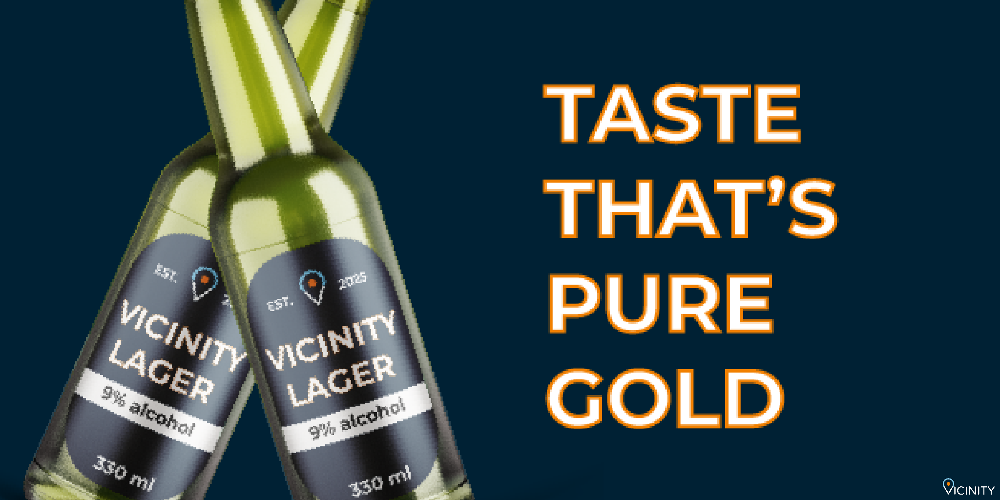 TASTE
THAT'S
PURE
GOLD
EST.
VICINITY
LAGER
9% alcohol
330 ml
EST. 2025
VICINITY
LAGER
9% alcohol
330 ml
VICINITY